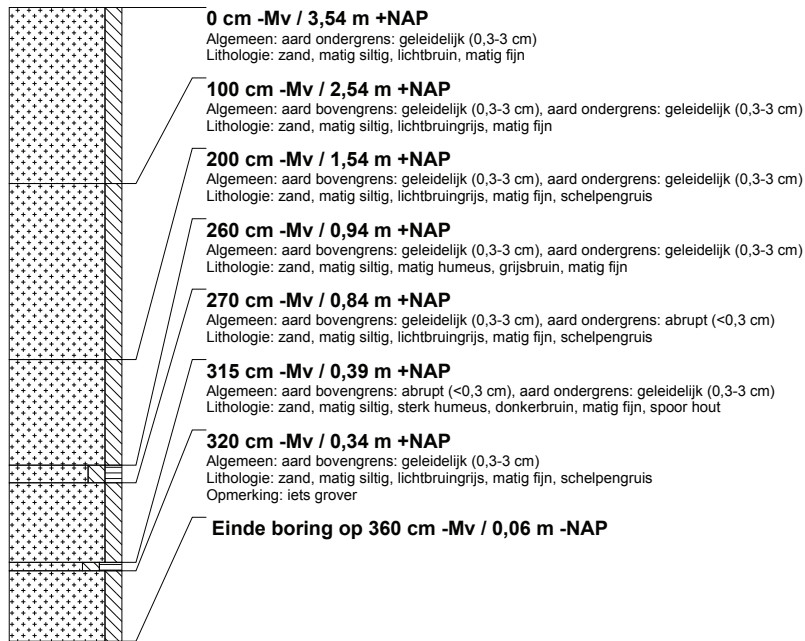 0 cm -Mv / 3,54 m +NAP
Algemeen: aard ondergrens: geleidelijk (0,3-3 cm)
Lithologie: zand, matig siltig, lichtbruin, matig fijn
100 cm -Mv / 2,54 m +NAP
Algemeen: aard bovengrens: geleidelijk (0,3-3 cm), aard ondergrens: geleidelijk (0,3-3 cm)
Lithologie: zand, matig siltig, lichtbruingrijs, matig fijn
200 cm -Mv / 1,54 m +NAP
Algemeen: aard bovengrens: geleidelijk (0,3-3 cm), aard ondergrens: geleidelijk (0,3-3 cm)
Lithologie: zand, matig siltig, lichtbruingrijs, matig fijn, schelpengruis
260 cm -Mv / 0,94 m +NAP
Algemeen: aard bovengrens: geleidelijk (0,3-3 cm), aard ondergrens: geleidelijk (0,3-3 cm)
Lithologie: zand, matig siltig, matig humeus, grijsbruin, matig fijn
270 cm -Mv / 0,84 m +NAP
Algemeen: aard bovengrens: geleidelijk (0,3-3 cm), aard ondergrens: abrupt (<0,3 cm)
Lithologie: zand, matig siltig, lichtbruingrijs, matig fijn, schelpengruis
315 cm -Mv / 0,39 m +NAP
Algemeen: aard bovengrens: abrupt (<0,3 cm), aard ondergrens: geleidelijk (0,3-3 cm)
Lithologie: zand, matig siltig, sterk humeus, donkerbruin, matig fijn, spoor hout
320 cm -Mv / 0,34 m +NAP
Algemeen: aard bovengrens: geleidelijk (0,3-3 cm)
Lithologie: zand, matig siltig, lichtbruingrijs, matig fijn, schelpengruis
Opmerking: iets grover
Einde boring op 360 cm -Mv / 0,06 m -NAP